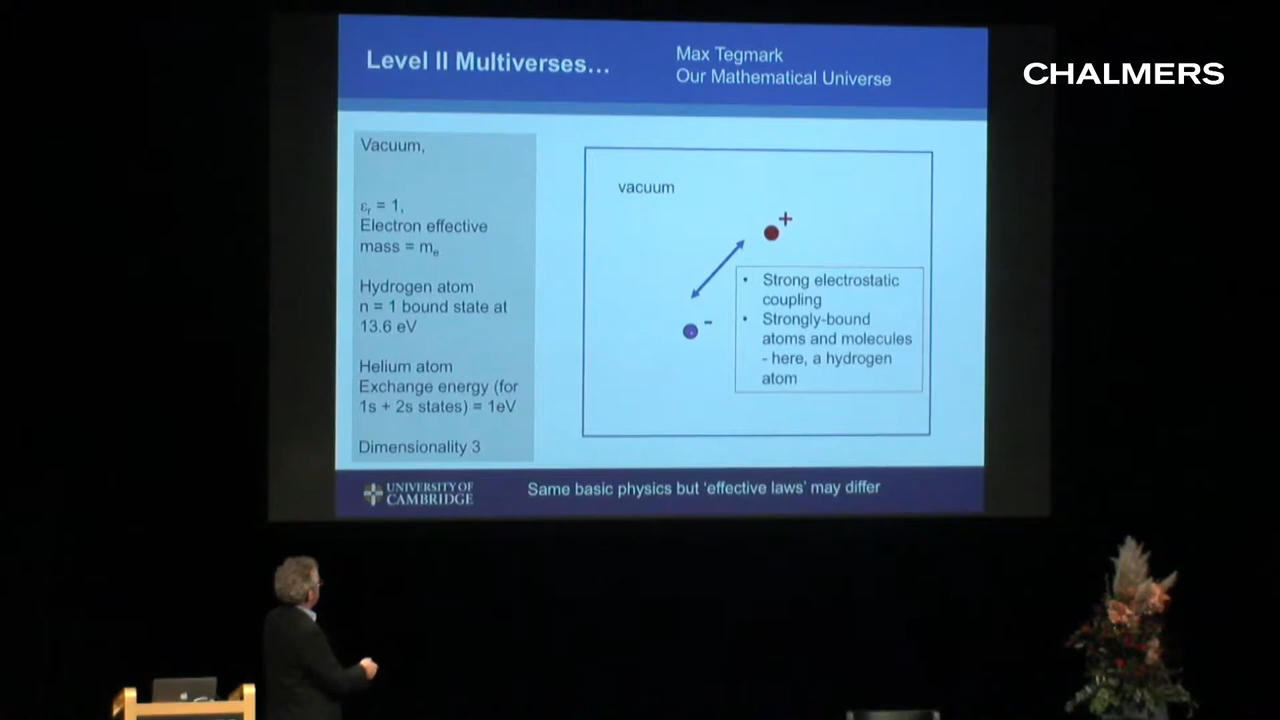 Level II Multiverses...
Max Tegmark
Our Mathematical Universe
CHALMERS
Vacuum,
εr = 1,
Electron effective
mass = me
Hydrogen atom
n = 1 bound state at
13.6 eV
Helium atom
Exchange energy (for
1s + 2s states) = 1eV
Dimensionality 3
vacuum
+
-
• Strong electrostatic
coupling
• Strongly-bound
atoms and molecules
- here, a hydrogen
atom
UNIVERSITY OF
CAMBRIDGE
Same basic physics but 'effective laws' may differ